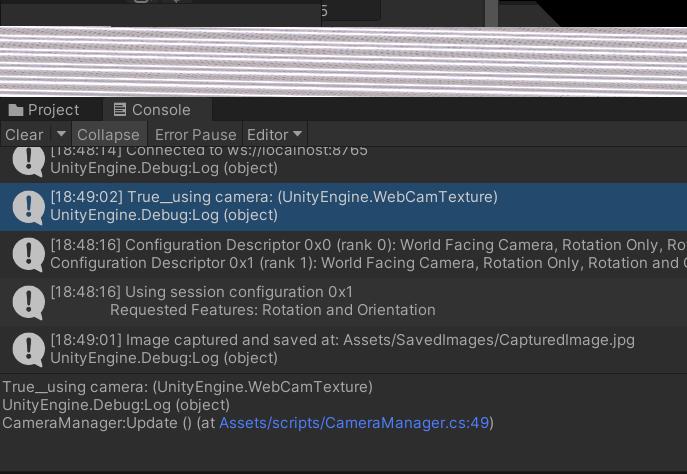 5
Project
Console
Clear
Collapse
Error Pause
Editor
[18:48:14] Connected to ws://localhost:8765
UnityEngine.Debug:Log (object)
[18:49:02] True__using camera: (UnityEngine.WebCamTexture)
UnityEngine.Debug:Log (object)
[18:48:16] Configuration Descriptor 0x0 (rank 0): World Facing Camera, Rotation Only, Ro
Configuration Descriptor 0x1 (rank 1): World Facing Camera, Rotation Only, Rotation and
[18:48:16] Using session configuration 0x1
Requested Features: Rotation and Orientation
[18:49:01] Image captured and saved at: Assets/SavedImages/CapturedImage.jpg
UnityEngine.Debug:Log (object)
True__using camera: (UnityEngine.WebCamTexture)
UnityEngine.Debug:Log (object)
CameraManager:Update () (at Assets/scripts/CameraManager.cs:49)